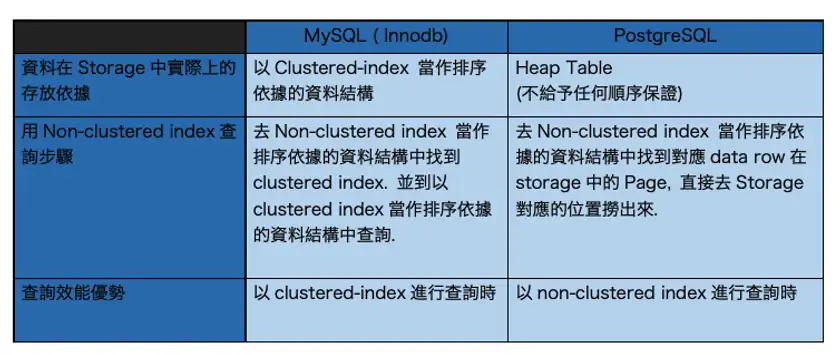 MySQL ( Innodb)
PostgreSQL
資料在 Storage 中實際上的
存放依據
以 Clustered-index 當作排序
依據的資料結構
Heap Table
(不給予任何順序保證)
用 Non-clustered index 查
詢步驟
去 Non-clustered index 當作
排序依據的資料結構中找到
clustered index. 並到以
clustered index 當作排序依據
的資料結構中查詢.
去 Non-clustered index 當作排序依
據的資料結構中找到對應 data row 在
storage 中的 Page, 直接去 Storage
對應的位置撈出來.
查詢效能優勢
以 clustered-index 進行查詢時
以 non-clustered index 進行查詢時